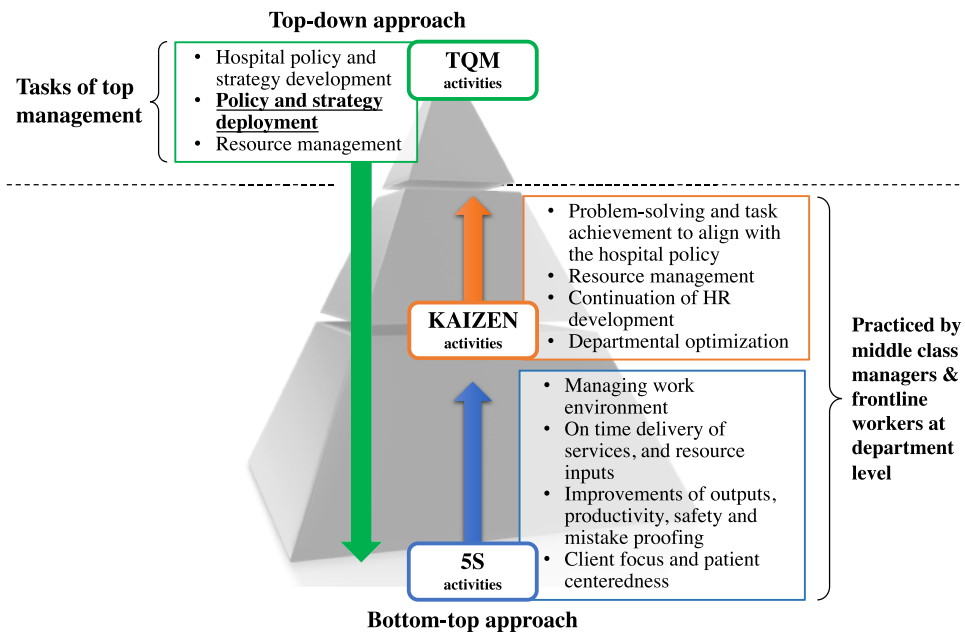 Top-down approach
Tasks of top
management
• Hospital policy and
strategy development
• Policy and strategy
deployment
• Resource management
TQM
activities
• Problem-solving and task
achievement to align with
the hospital policy
• Resource management
• Continuation of HR
development
• Departmental optimization
KAIZEN
activities
Practiced by
middle class
managers &
frontline
workers at
department
level
• Managing work
environment
• On time delivery of
services, and resource
inputs
• Improvements of outputs,
productivity, safety and
mistake proofing
• Client focus and patient
centeredness
5S
activities
Bottom-top approach